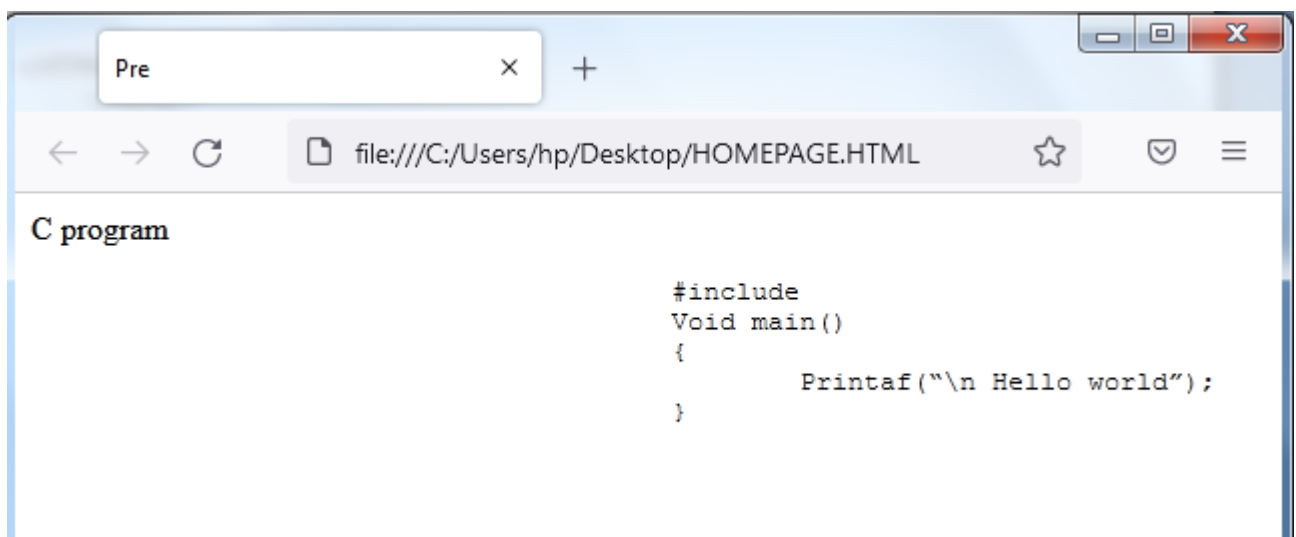 Pre
file:///C:/Users/hp/Desktop/HOMEPAGE.HTML
C program
#include
Void main()
{
Printaf(“\n Hello world”);
}